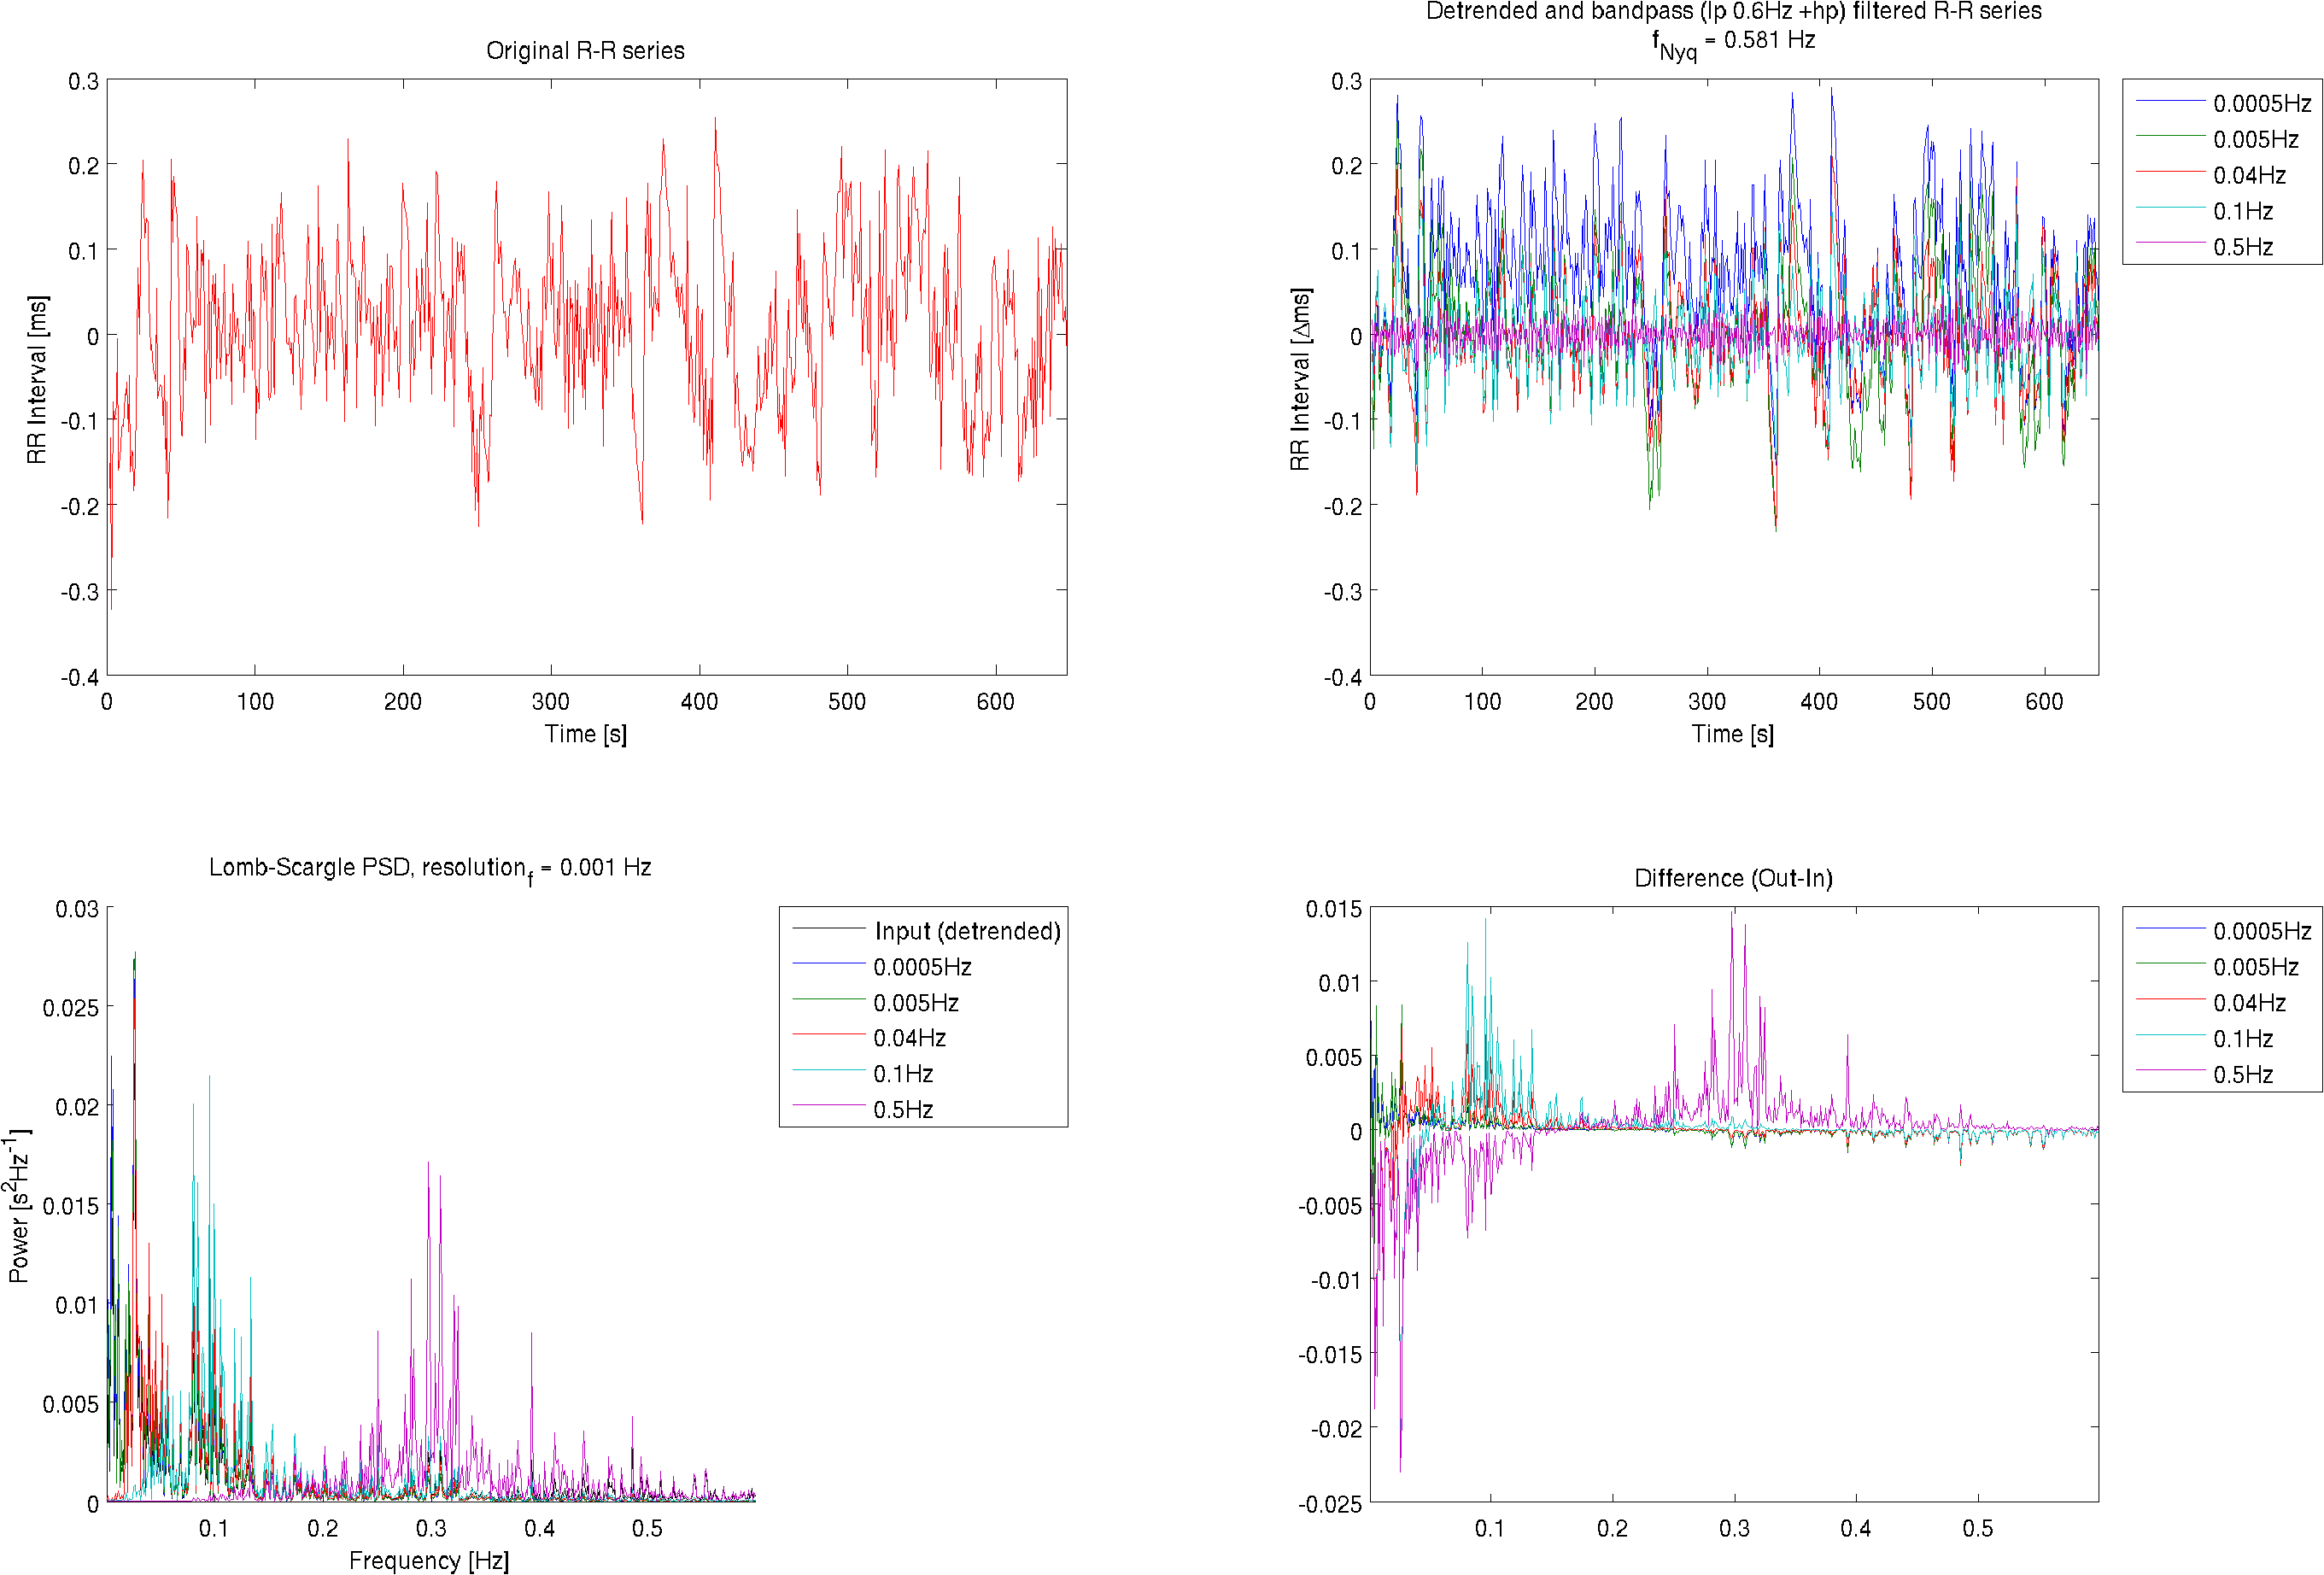 Original R-R series
0.3
0.2
0.1
0
-0.1
-0.2
-0.3
-0.4
RR Interval [ms]
0 100 200 300 400 500 600
Time [s]
Detrended and bandpass (lp 0.6Hz +hp) filtered R-R series
fNyq = 0.581 Hz
0.3
0.2
0.1
0
-0.1
-0.2
-0.3
-0.4
RR Interval [△ms]
0 100 200 300 400 500 600
Time [s]
0.0005Hz
0.005Hz
0.04Hz
0.1Hz
0.5Hz
Lomb-Scargle PSD, resolutionf = 0.001 Hz
0.03
0.025
0.02
0.015
0.01
0.005
0
Power [s2Hz-1]
0.1 0.2 0.3 0.4 0.5
Frequency [Hz]
Input (detrended)
0.0005Hz
0.005Hz
0.04Hz
0.1Hz
0.5Hz
Difference (Out-In)
0.015
0.01
0.005
0
-0.005
-0.01
-0.015
-0.02
-0.025
0.1 0.2 0.3 0.4 0.5
0.0005Hz
0.005Hz
0.04Hz
0.1Hz
0.5Hz